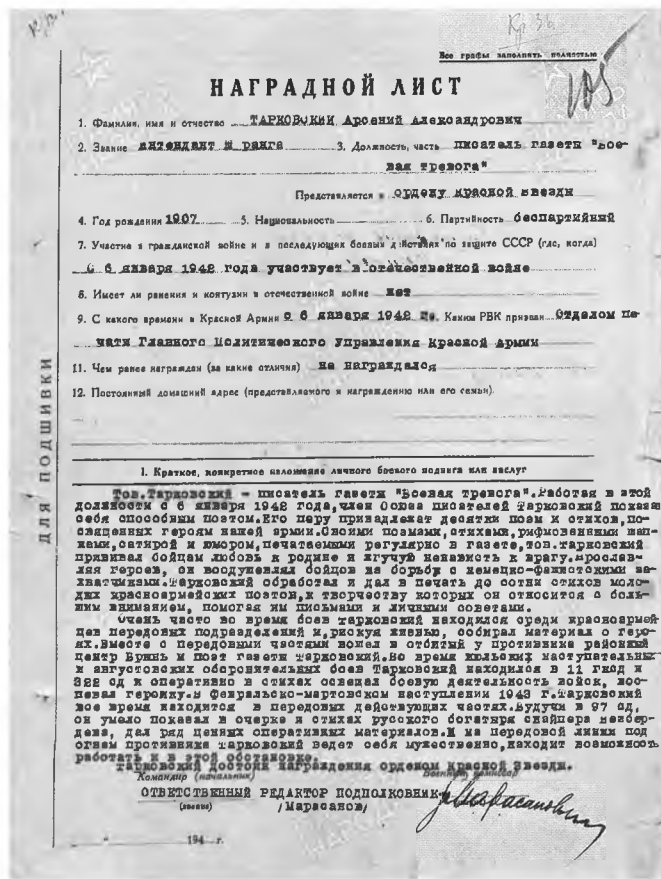 Кр 36
Все графы заполнять полностью
105
НАГРАДНОЙ ЛИСТ
1. Фамилия, имя и отчество ТАРКОВСКИЙ Арсений Александрович
2. Звание интендант Ш ранга 3. Должность, часть писатель газеты "Бое-
вая тревога"
Представляется к ордену Красной звезды
4. Год рождения 1907 5. Национальность 6. Партийность беспартийный
7. Участие в гражданской войне и в последующих боевых действиях по защите СССР (где, когда)
С 6 января 1942 года участвует в отечественной войне
8. Имеет ли ранения и контузии в отечественной войне нет
9. С какого времени в Красной Армии с 6 января 1942 г. Каким РВК призван Отделом пе-
чати Главного Политического Управления Красной Армии
11. Чем ранее награжден (за какие отличия) не награждался
12. Постоянный домашний адрес (представляемого к награждению или его семьи).
ДЛЯ ПОДШИВКИ
1. Краткое, конкретное изложение личного боевого подвига или заслуг
Тов.Тарковский - писатель газеты "Боевая тревога".Работая в этой
должности с 6 января 1942 года,член Союза писателей Тарковский показал
себя способным поэтом.Его перу принадлежат десятки поэм и стихов,по-
священных героям нашей армии.Своими поэмами,стихами,рифмованными шап-
ками,сатирой и юмором,печатаемыми регулярно в газете,тов.Тарковский
прививал бойцам любовь к родине и жгучую ненависть к врагу.Прославля-
ляя героев, он воодушевлял бойцов на борьбу с немецко-фашистскими за-
хватчиками.Тарковский обработал и дал в печать до сотни стихов моло-
дых красноармейских поэтов,к творчеству которых он относится с боль-
шим вниманием, помогая им письмами и личными советами.
Очень часто во время боев Тарковский находился среди красноармей-
цев передовых подразделений и,рискуя жизнью, собирал материал о геро-
ях.Вместе с передовыми частями вошел в отбитый у противника районный
центр Брынь и поэт газеты Тарковский.Во время июльских наступательных
и августовских оборонительных боев Тарковский находился в 11 гисд и
322 сд и оперативно в стихах освещал боевую деятельность войск, вос-
певал героику.В февральско-мартовском наступлении 1943 г.Тарковский
все время находится в передовых действующих частях.Будучи в 97 сд,
он умело показал в очерке и стихах русского богатыря снайпера
дена, дал ряд ценных оперативных материалов.И на передовой линии под
огнем противника Тарковский ведет себя мужественно,находит возможность
работать и в этой обстановке.
Тарковский достоин награждения орденом Красной Звезды.
Командир (начальник) Военный комиссар
ОТВЕТСТВЕННЫЙ РЕДАКТОР ПОДПОЛКОВНИК
(звание) /Марасанов/
194 г.